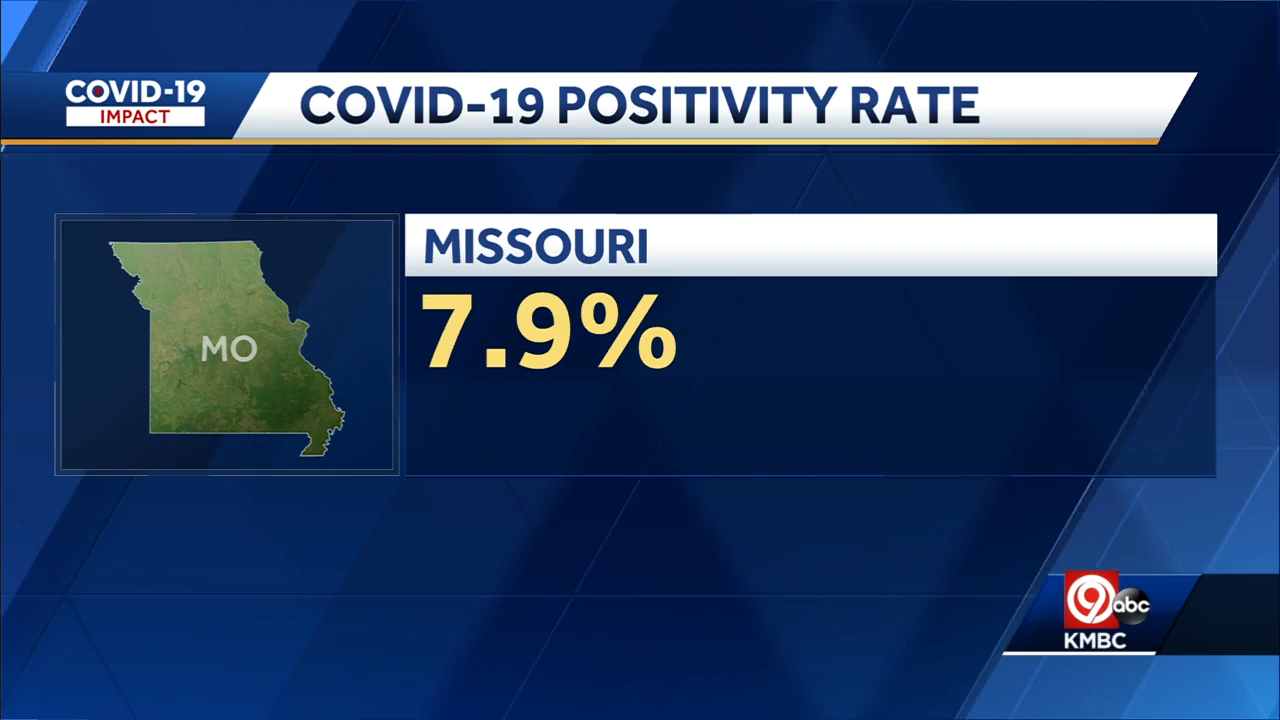 COVID-19
IMPACT
COVID-19 POSITIVITY RATE
MO
MISSOURI
7.9%
9
abc
KMBC